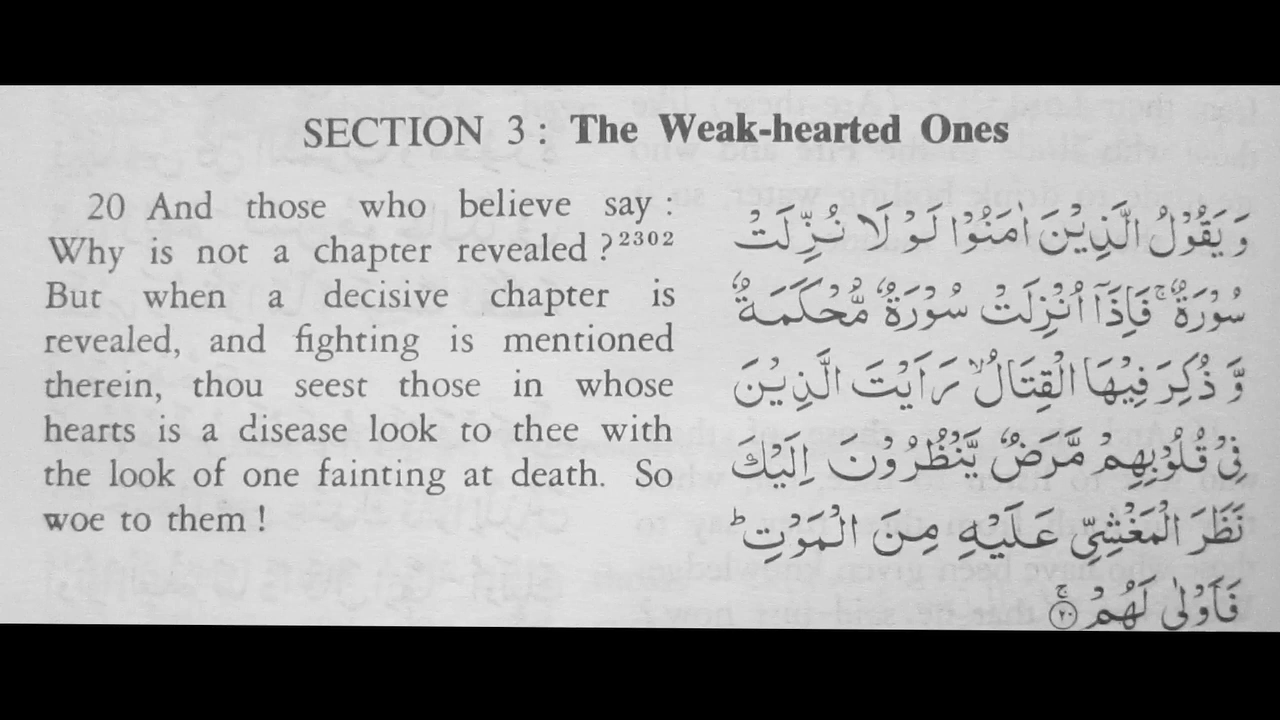 SECTION 3 : The Weak-hearted Ones
20 And those who believe say :
Why is not a chapter revealed ?2302
But when a decisive chapter is
revealed, and fighting is mentioned
therein, thou seest those in whose
hearts is a disease look to thee with
the look of one fainting at death. So
woe to them !
وَ يَقُوْلُ الَّذِيْنَ اٰمَنُوْا لَوْ لَا نُزِّلَتْ
سُوْرَةٌ ۚ فَاِذَاۤ اُنْزِلَتْ سُوْرَةٌ مُّحْكَمَةٌ
وَّ ذُكِرَ فِيْهَا الْقِتَالُ ۙ رَاَيْتَ الَّذِيْنَ
فِيْ قُلُوْبِهِمْ مَّرَضٌ يَّنْظُرُوْنَ اِلَيْكَ
نَظَرَ الْمَغْشِيِّ عَلَيْهِ مِنَ الْمَوْتِ ؕ
فَاَوْلٰى لَهُمْ ۚ ﴿۲۰﴾